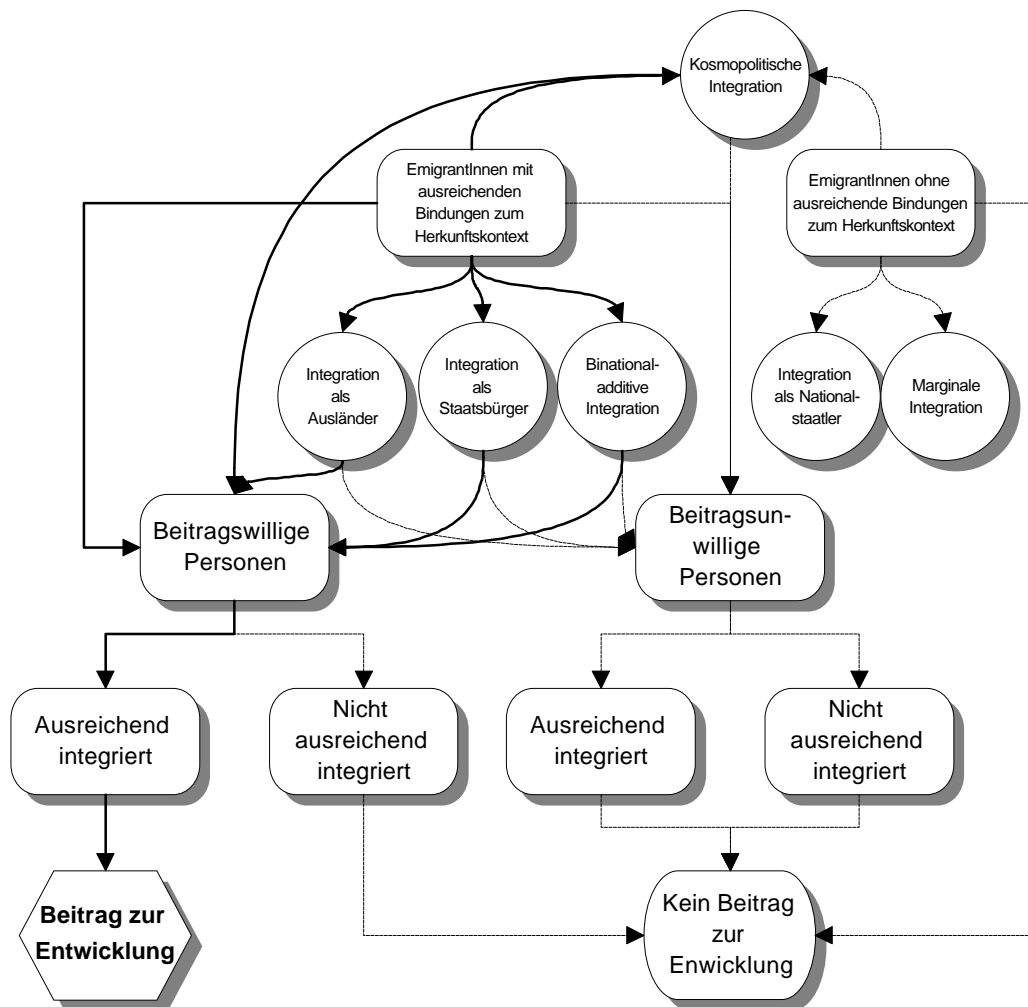 Kosmopolitische
Integration
EmigrantInnen mit
ausreichenden
Bindungen zum
Herkunftskontext
EmigrantInnen ohne
ausreichende Bindungen
zum Herkunftskontext
Integration
als
Ausländer
Integration
als
Staatsbürger
Binational-
additive
Integration
Integration
als National-
staatler
Marginale
Integration
Beitragswillige
Personen
Beitragsun-
willige
Personen
Ausreichend
integriert
Nicht
ausreichend
integriert
Ausreichend
integriert
Nicht
ausreichend
integriert
Beitrag zur
Entwicklung
Kein Beitrag
zur
Enwicklung